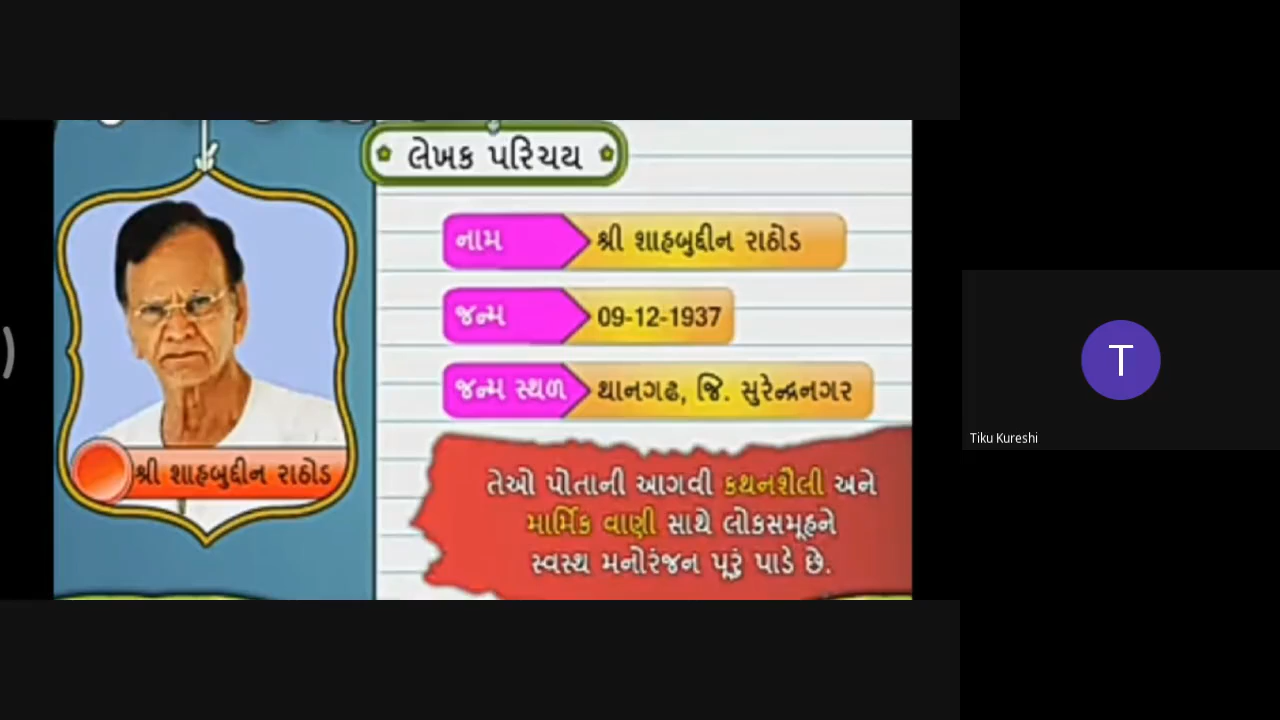 લેખક પરિચય
નામ
શ્રી શાહબુદ્દીન રાઠોડ
જન્મ
09-12-1937
જન્મ સ્થળ
થાનગઢ, જિ. સુરેન્દ્રનગર
શ્રી શાહબુદ્દીન રાઠોડ
તેઓ પોતાની આગવી કથનશૈલી અને
માર્મિક વાણી સાથે લોકસમૂહને
સ્વસ્થ મનોરંજન પૂરું પાડે છે.
T
Tiku Kureshi